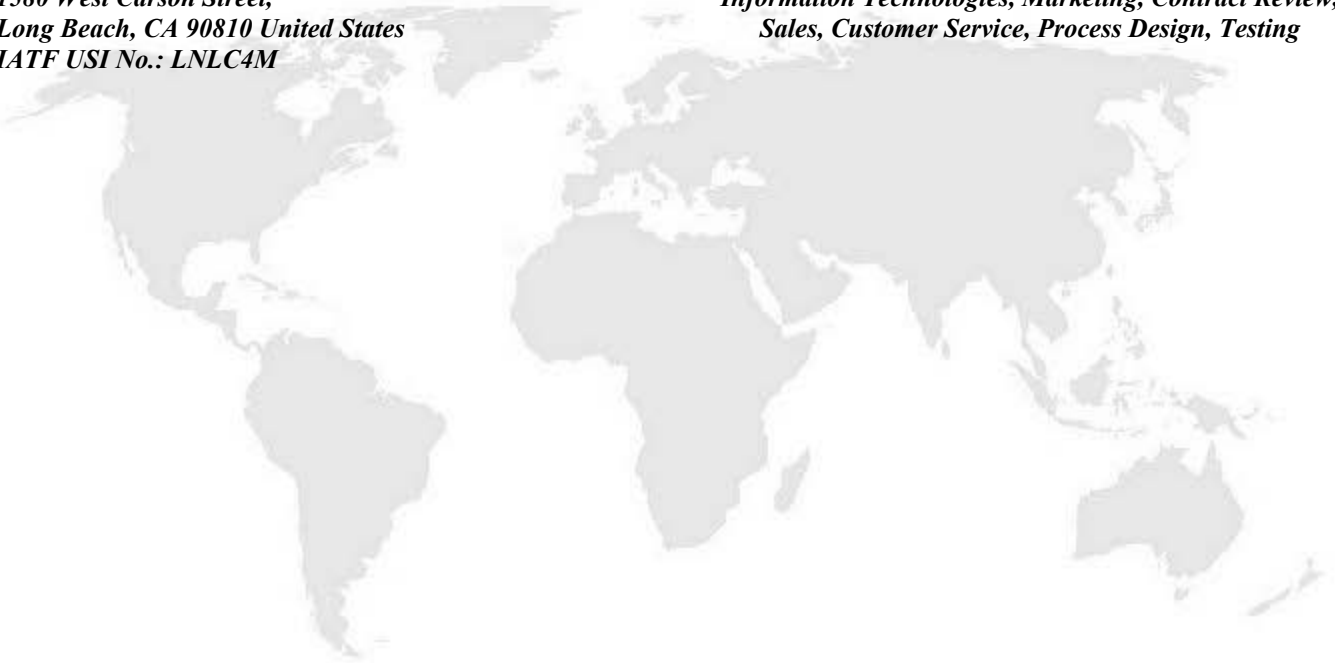 1580 West Carson Street,
Information Technologies, Marketing, Contract Review,
Long Beach, CA 90810 United States
Sales, Customer Service, Process Design, Testing
IATF USI No.: LNLC4M